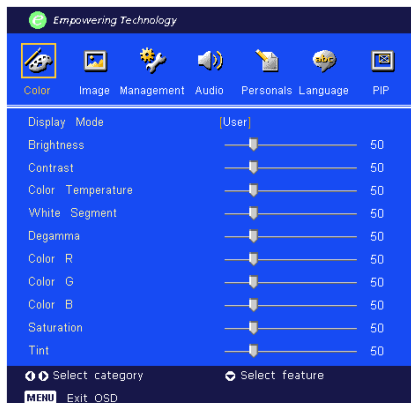 e Empowering Technology
abc
Color Image Management Audio Personals Language PIP
Display Mode [User]
Brightness 50
Contrast 50
Color Temperature 50
White Segment 50
Degamma 50
Color R 50
Color G 50
Color B 50
Saturation 50
Tint 50
Select category Select feature
MENU Exit OSD